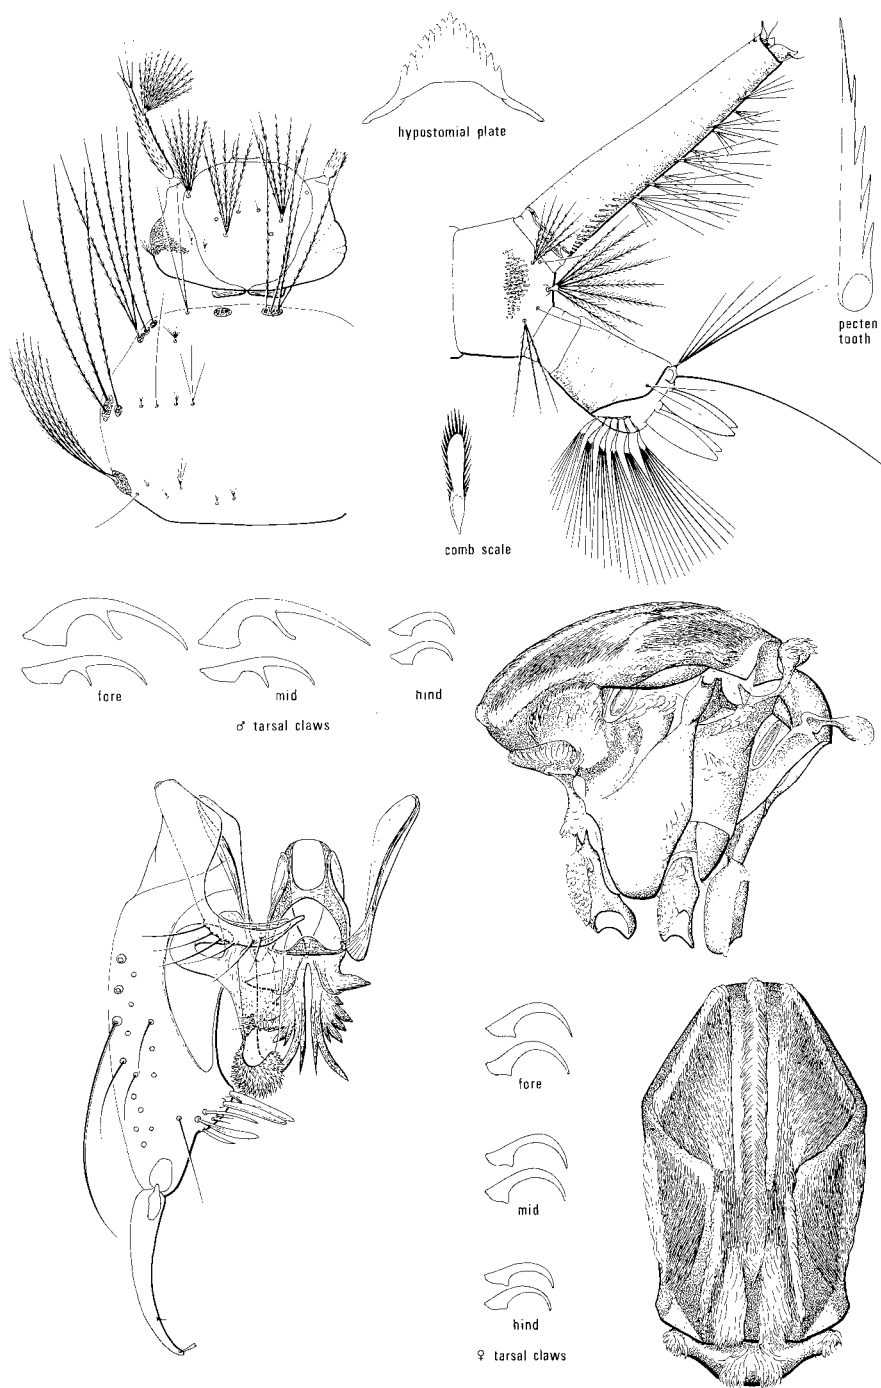 hypostomial plate
pecten
tooth
comb scale
fore
mid
hind
♂ tarsal claws
fore
mid
hind
♀ tarsal claws